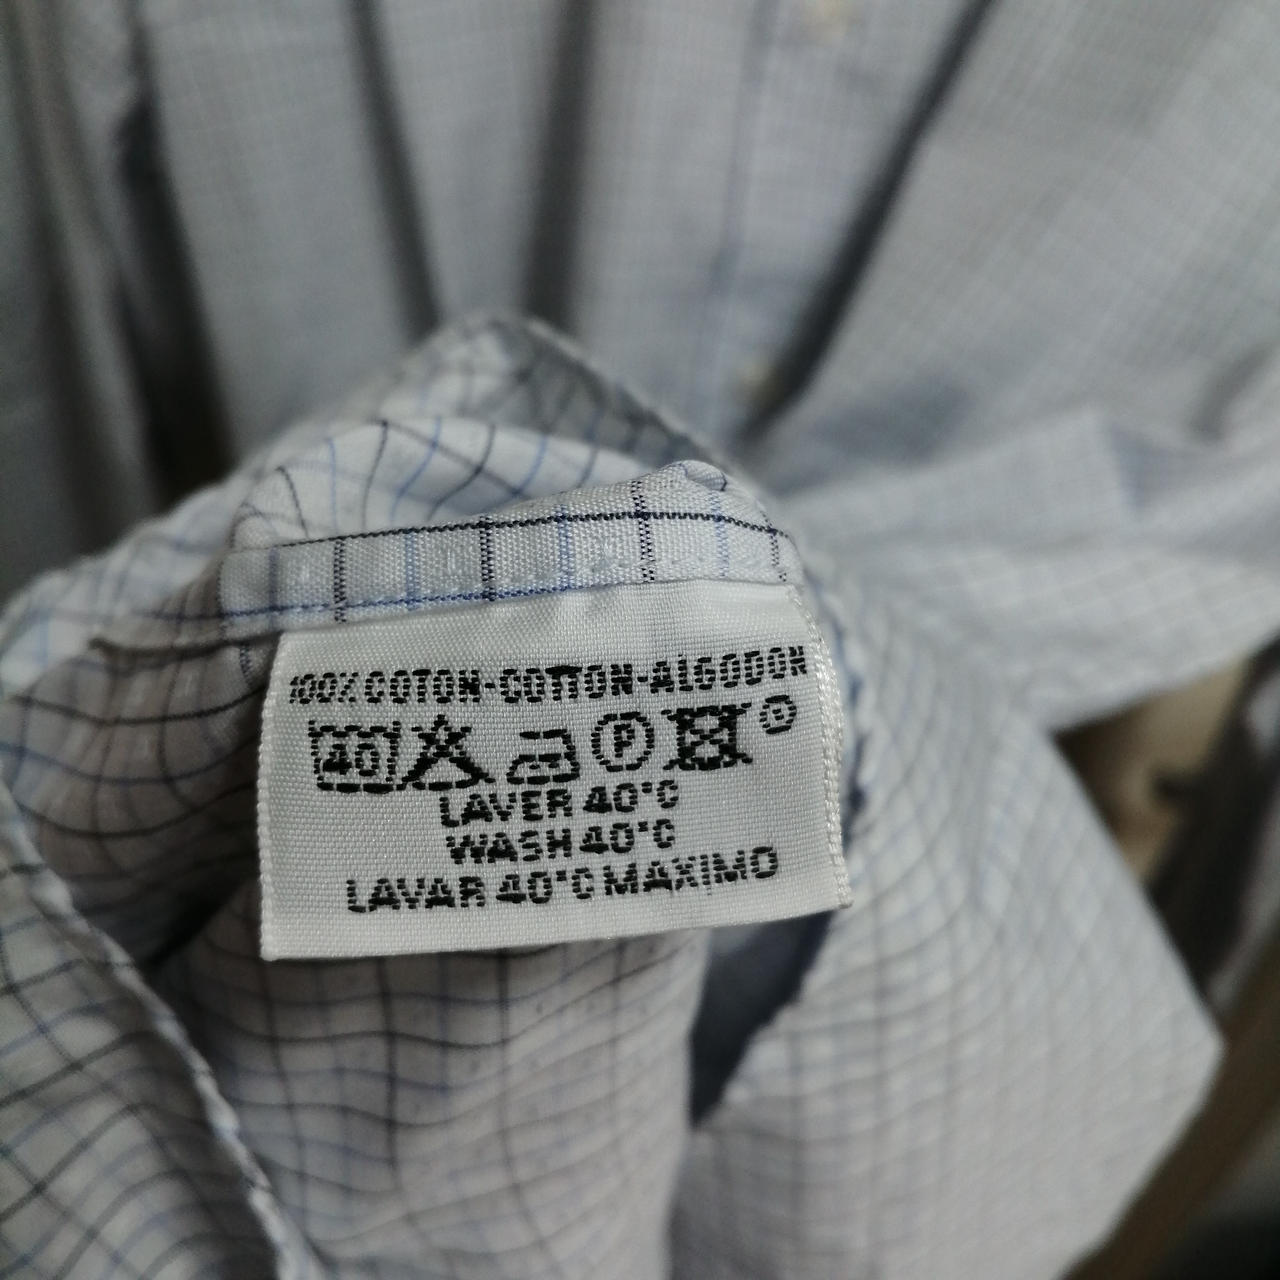 100% COTON-COTTON-ALGODON
40 P
LAVER 40°C
WASH 40°C
LAVAR 40°C MAXIMO